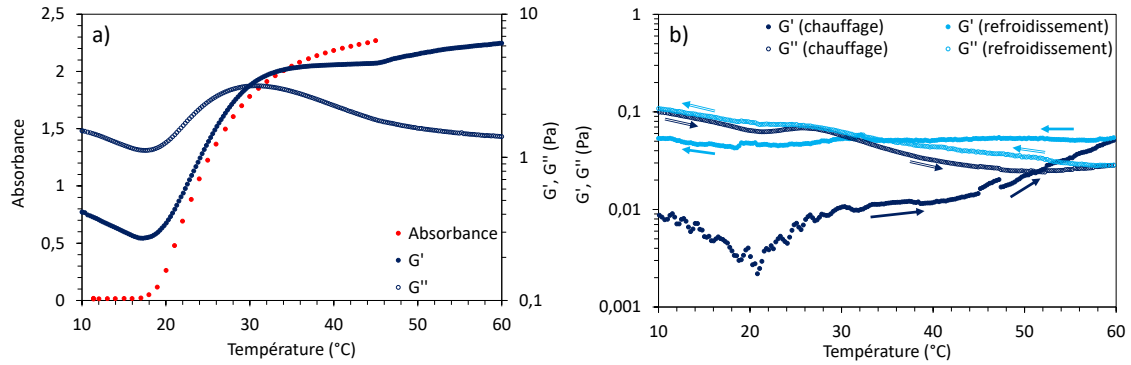 a)
2,5
2
1,5
1
0,5
0
Absorbance
10
1
0,1
G', G'' (Pa)
Absorbance
G'
G''
10 20 30 40 50 60
Température (°C)
b)
G' (chauffage) G' (refroidissement)
G'' (chauffage) G'' (refroidissement)
1
0,1
0,01
0,001
G', G'' (Pa)
10 20 30 40 50 60
Température (°C)